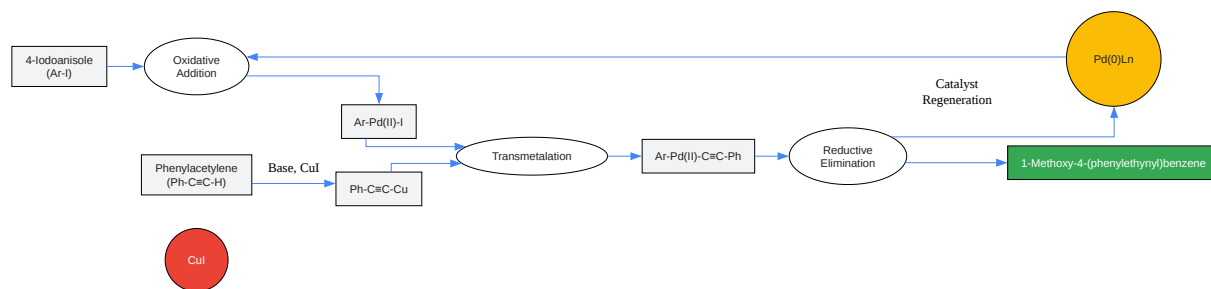 4-Iodoanisole
(Ar-I)
Oxidative
Addition
Pd(0)Ln
Catalyst
Regeneration
Ar-Pd(II)-I
Phenylacetylene
(Ph-C≡C-H)
Base, CuI
Ph-C≡C-Cu
Transmetalation
Ar-Pd(II)-C≡C-Ph
Reductive
Elimination
1-Methoxy-4-(phenylethynyl)benzene
CuI